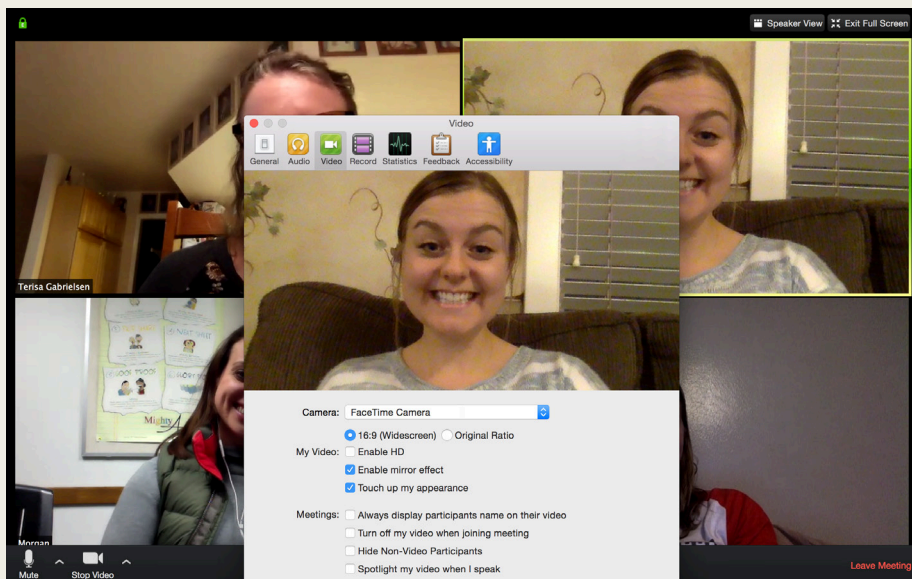 Speaker View Exit Full Screen
Video
General Audio Video Record Statistics Feedback Accessibility
Terisa Gabrielsen
Mighty
Camera: FaceTime Camera
16:9 (Widescreen) Original Ratio
My Video: Enable HD
Enable mirror effect
Touch up my appearance
Meetings: Always display participants name on their video
Turn off my video when joining meeting
Hide Non-Video Participants
Spotlight my video when I speak
Morgan
Mute Stop Video Leave Meeting